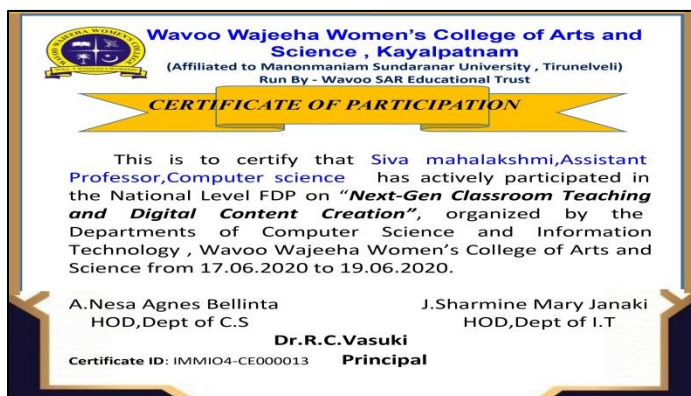 Wavoo Wajeeha Women's College of Arts and
Science , Kayalpatnam
(Affiliated to Manonmaniam Sundaranar University , Tirunelveli)
Run By - Wavoo SAR Educational Trust
CERTIFICATE OF PARTICIPATION
This is to certify that Siva mahalakshmi,Assistant
Professor,Computer science has actively participated in
the National Level FDP on "Next-Gen Classroom Teaching
and Digital Content Creation", organized by the
Departments of Computer Science and Information
Technology , Wavoo Wajeeha Women's College of Arts and
Science from 17.06.2020 to 19.06.2020.
A.Nesa Agnes Bellinta J.Sharmine Mary Janaki
HOD,Dept of C.S HOD,Dept of I.T
Dr.R.C.Vasuki
Certificate ID: IMMIO4-CE000013 Principal